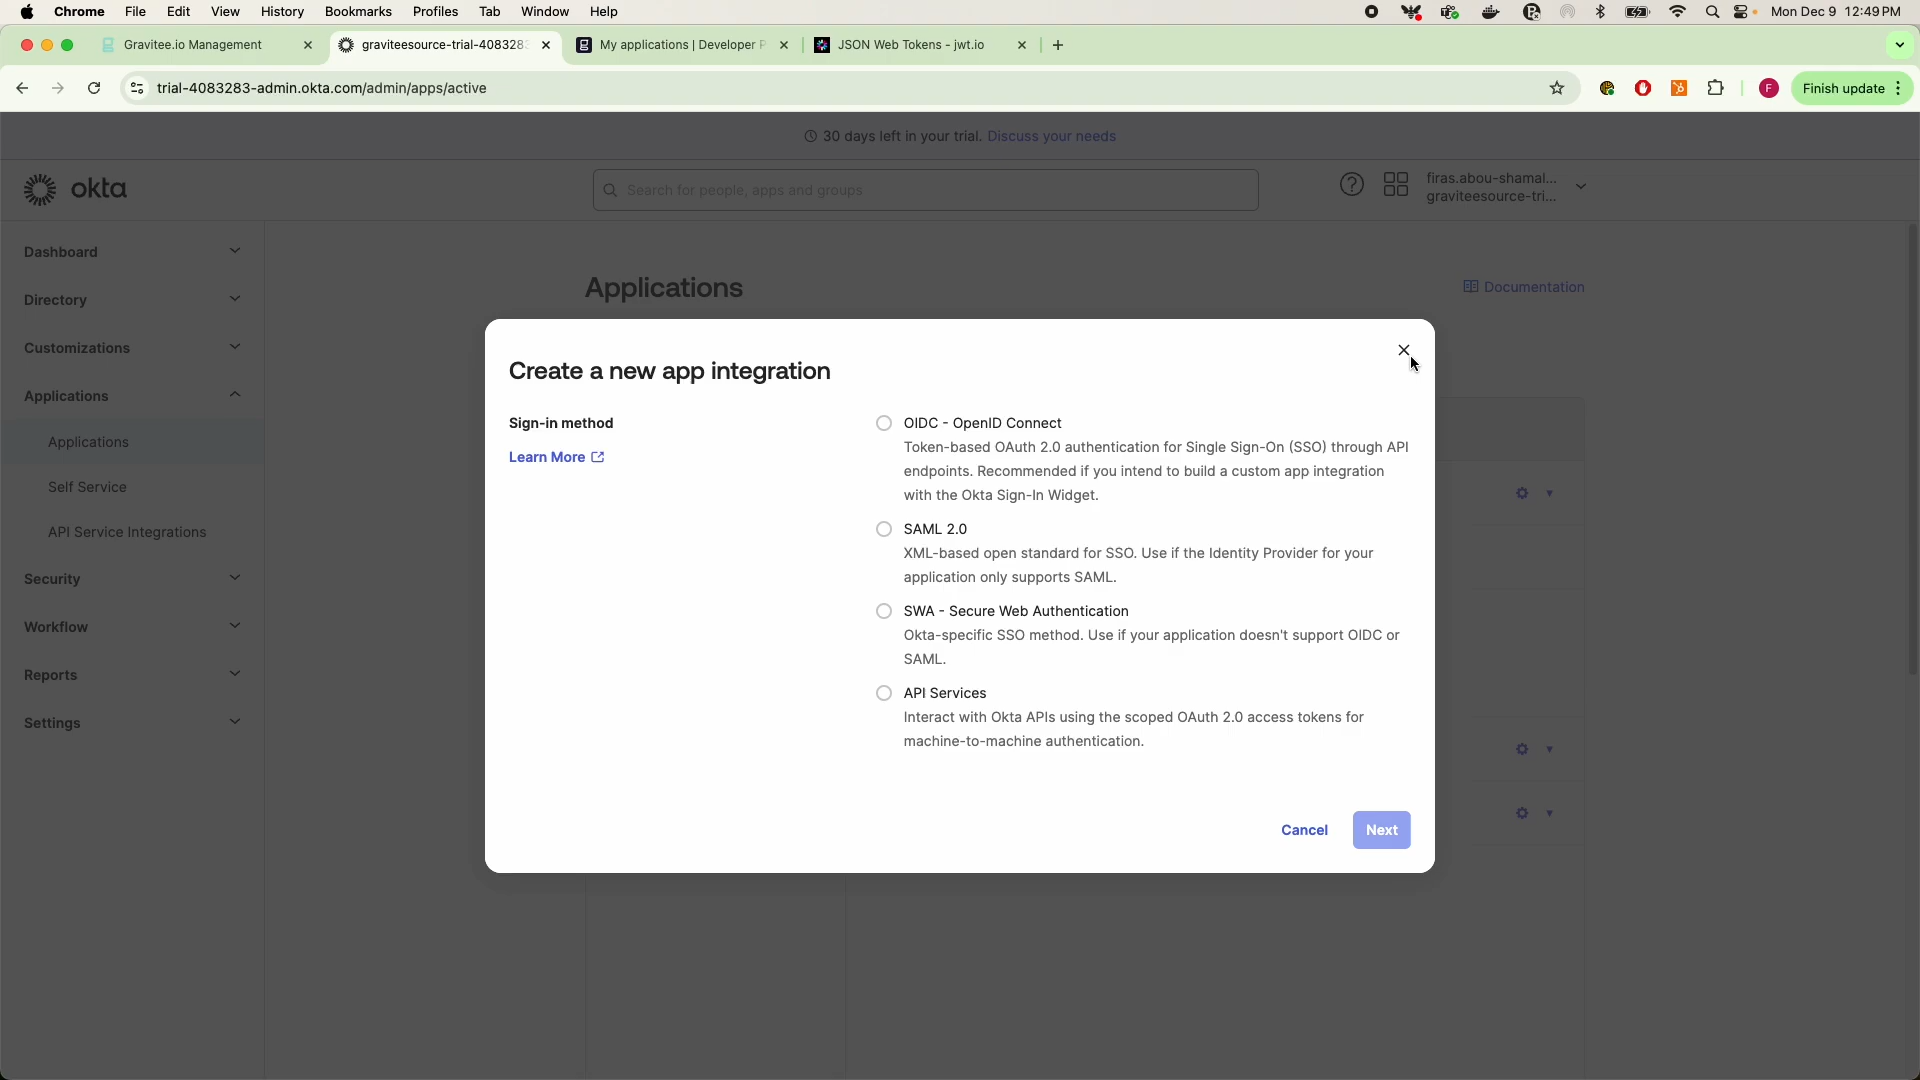 Chrome File Edit View History Bookmarks Profiles Tab Window Help Mon Dec 9 12:49 PM
Gravitee.io Management graviteesource-trial-4083283 My applications | Developer P JSON Web Tokens - jwt.io
trial-4083283-admin.okta.com/admin/apps/active F Finish update
30 days left in your trial. Discuss your needs
okta Search for people, apps and groups firas.abou-shamal...
graviteesource-tri...
Dashboard
Directory
Customizations
Applications
Applications
Self Service
API Service Integrations
Security
Workflow
Reports
Settings
Applications Documentation
Create a new app integration
Sign-in method
Learn More
OIDC - OpenID Connect
Token-based OAuth 2.0 authentication for Single Sign-On (SSO) through API
endpoints. Recommended if you intend to build a custom app integration
with the Okta Sign-In Widget.
SAML 2.0
XML-based open standard for SSO. Use if the Identity Provider for your
application only supports SAML.
SWA - Secure Web Authentication
Okta-specific SSO method. Use if your application doesn't support OIDC or
SAML.
API Services
Interact with Okta APIs using the scoped OAuth 2.0 access tokens for
machine-to-machine authentication.
Cancel Next